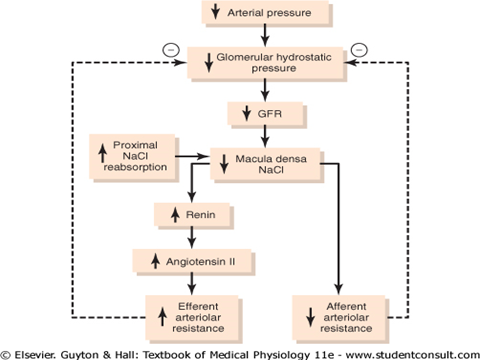 ↓ Arterial pressure
−
−
↓ Glomerular hydrostatic
pressure
↓ GFR
↑ Proximal
NaCl
reabsorption
↓ Macula densa
NaCl
↑ Renin
↑ Angiotensin II
↑ Efferent
arteriolar
resistance
↓ Afferent
arteriolar
resistance
© Elsevier. Guyton & Hall: Textbook of Medical Physiology 11e - www.studentconsult.com